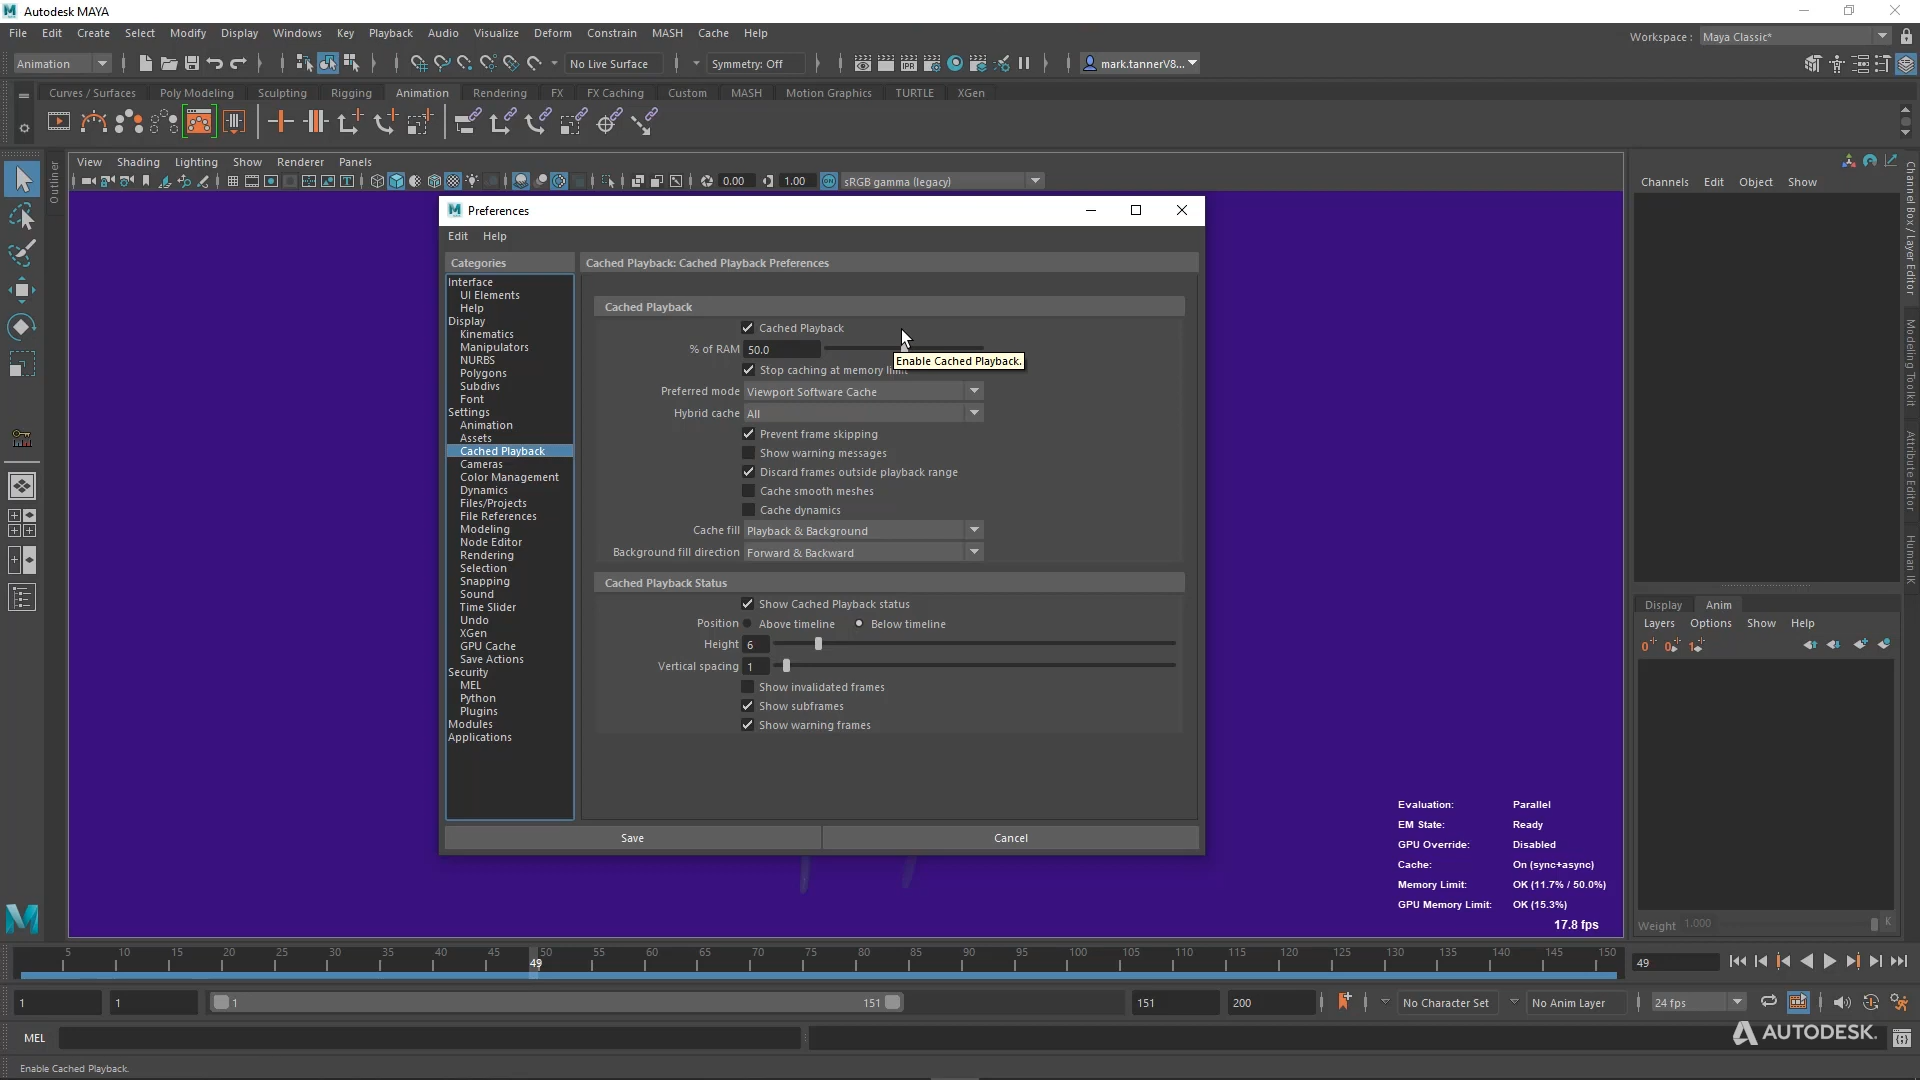 Autodesk MAYA
File Edit Create Select Modify Display Windows Key Playback Audio Visualize Deform Constrain MASH Cache Help
Workspace : Maya Classic*
Animation No Live Surface Symmetry: Off IPR mark.tannerV8...
Curves / Surfaces Poly Modeling Sculpting Rigging Animation Rendering FX FX Caching Custom MASH Motion Graphics TURTLE XGen
View Shading Lighting Show Renderer Panels
0.00 1.00 ON sRGB gamma (legacy)
Outliner
Channels Edit Object Show
Channel Box / Layer Editor
Modeling Toolkit
Attribute Editor
Human IK
Preferences
Edit Help
Categories
Interface
UI Elements
Help
Display
Kinematics
Manipulators
NURBS
Polygons
Subdivs
Font
Settings
Animation
Assets
Cached Playback
Cameras
Color Management
Dynamics
Files/Projects
File References
Modeling
Node Editor
Rendering
Selection
Snapping
Sound
Time Slider
Undo
XGen
GPU Cache
Save Actions
Security
MEL
Python
Plugins
Modules
Applications
Cached Playback: Cached Playback Preferences
Cached Playback
Cached Playback
% of RAM 50.0
Enable Cached Playback.
Stop caching at memory limit
Preferred mode Viewport Software Cache
Hybrid cache All
Prevent frame skipping
Show warning messages
Discard frames outside playback range
Cache smooth meshes
Cache dynamics
Cache fill Playback & Background
Background fill direction Forward & Backward
Cached Playback Status
Show Cached Playback status
Position Above timeline Below timeline
Height 6
Vertical spacing 1
Show invalidated frames
Show subframes
Show warning frames
Save Cancel
Evaluation: Parallel
EM State: Ready
GPU Override: Disabled
Cache: On (sync+async)
Memory Limit: OK (11.7% / 50.0%)
GPU Memory Limit: OK (15.3%)
17.8 fps
Display Anim
Layers Options Show Help
Weight 1.000 K
5 10 15 20 25 30 35 40 45 50 55 60 65 70 75 80 85 90 95 100 105 110 115 120 125 130 135 140 145 150
49
49
1 1 1 151 151 200 No Character Set No Anim Layer 24 fps
MEL
AUTODESK.
Enable Cached Playback.